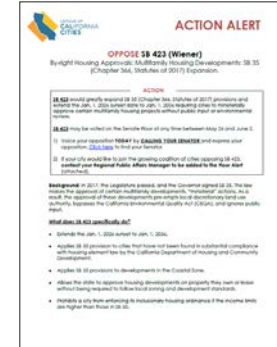 LEAGUE OF
CALIFORNIA
CITIES
ACTION ALERT
OPPOSE SB 423 (Wiener)
By-right Housing Approvals: Multifamily Housing Developments: SB 35
(Chapter 366, Statutes of 2017) Expansion.
ACTION
SB 423 would greatly expand SB 35 (Chapter 366, Statutes of 2017) provisions and
extend the Jan. 1, 2026 sunset date to Jan. 1, 2036 requiring cities to ministerially
approve certain multifamily housing projects without public input or environmental
review.
SB 423 may be voted on the Senate Floor at any time between May 24 and June 2.
1) Voice your opposition TODAY by CALLING YOUR SENATOR and express your
opposition. Click here to find your Senator.
2) If your city would like to join the growing coalition of cities opposing SB 423,
contact your Regional Public Affairs Manager to be added to the Floor Alert
(attached).
Background: In 2017, the Legislature passed, and the Governor signed SB 35. The law
makes the approval of certain multifamily developments, "ministerial" actions. As a
result, the approval of these developments pre-empts local discretionary land use
authority, bypasses the California Environmental Quality Act (CEQA), and ignores public
input.
What does SB 423 specifically do?
• Extends the Jan. 1, 2026 sunset to Jan. 1, 2036.
• Applies SB 35 provision to cities that have not been found in substantial compliance
with housing element law by the California Department of Housing and Community
Development.
• Applies SB 35 provisions to developments in the Coastal Zone.
• Allows the state to approve housing developments on property they own or lease
without being required to follow local zoning and development standards.
• Prohibits a city from enforcing its inclusionary housing ordinance if the income limits
are higher than those in SB 35.